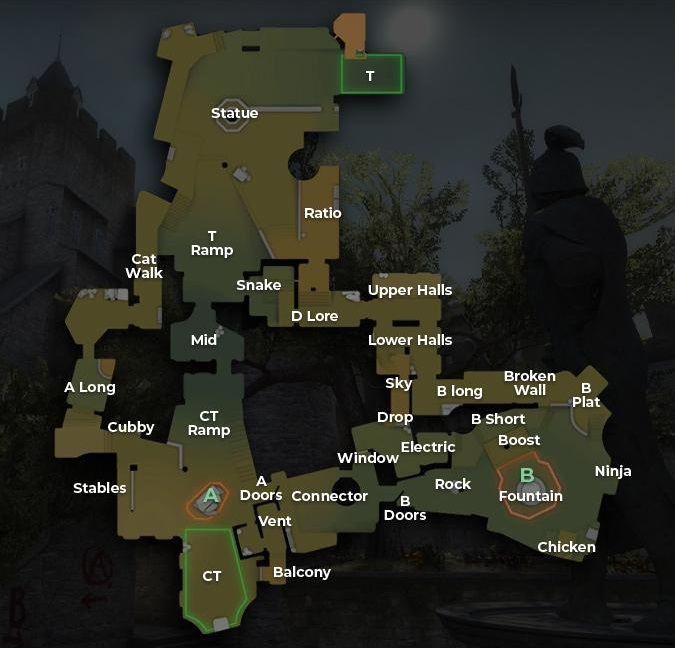 T
Statue
Ratio
T
Ramp
Cat
Walk
Snake
Upper Halls
D Lore
Mid
Lower Halls
Sky
B long
Broken
Wall
B
Plat
A Long
Drop
B Short
CT
Ramp
Cubby
Boost
Electric
Window
Ninja
B
Fountain
Stables
A
A
Doors
Connector
Rock
B
Doors
Vent
Chicken
CT
Balcony
A
B